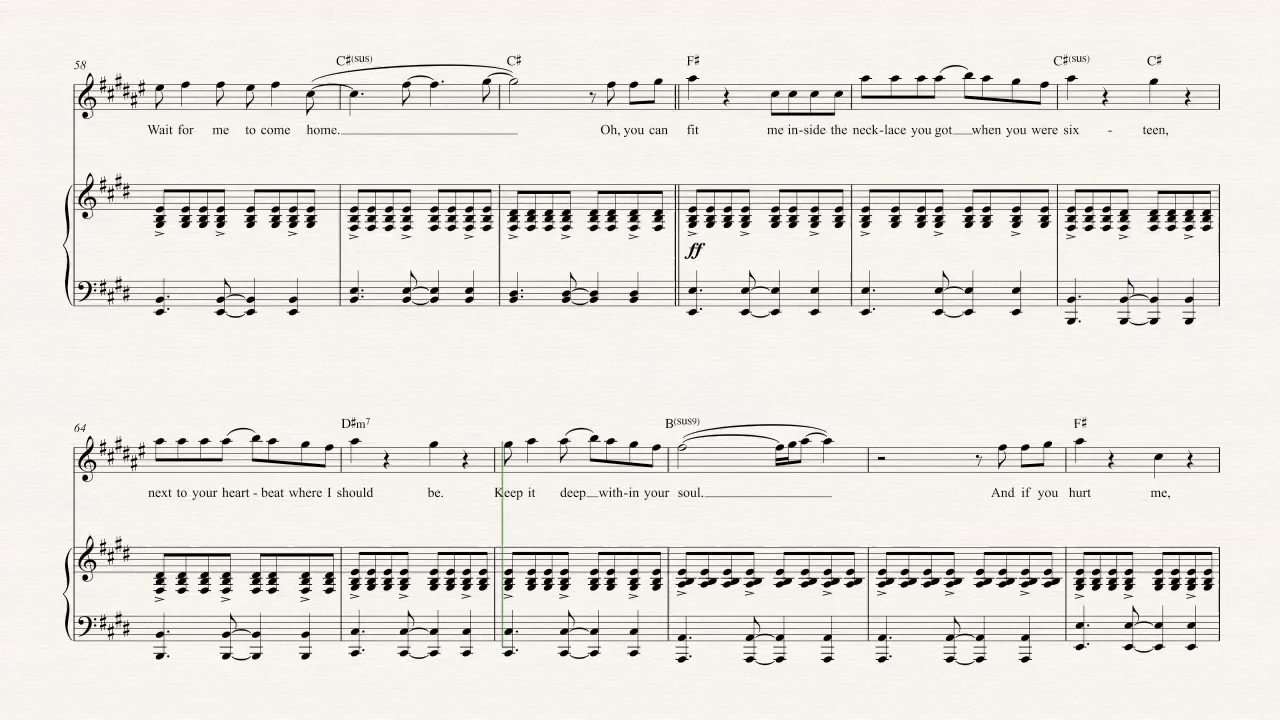 58 C♯(sus) C♯ F♯ C♯(sus) C♯
Wait for me to come home. Oh, you can fit me in-side the neck-lace you got when you were six - teen,
ff
64 D♯m7 B(sus9) F♯
next to your heart - beat where I should be. Keep it deep with-in your soul. And if you hurt me,